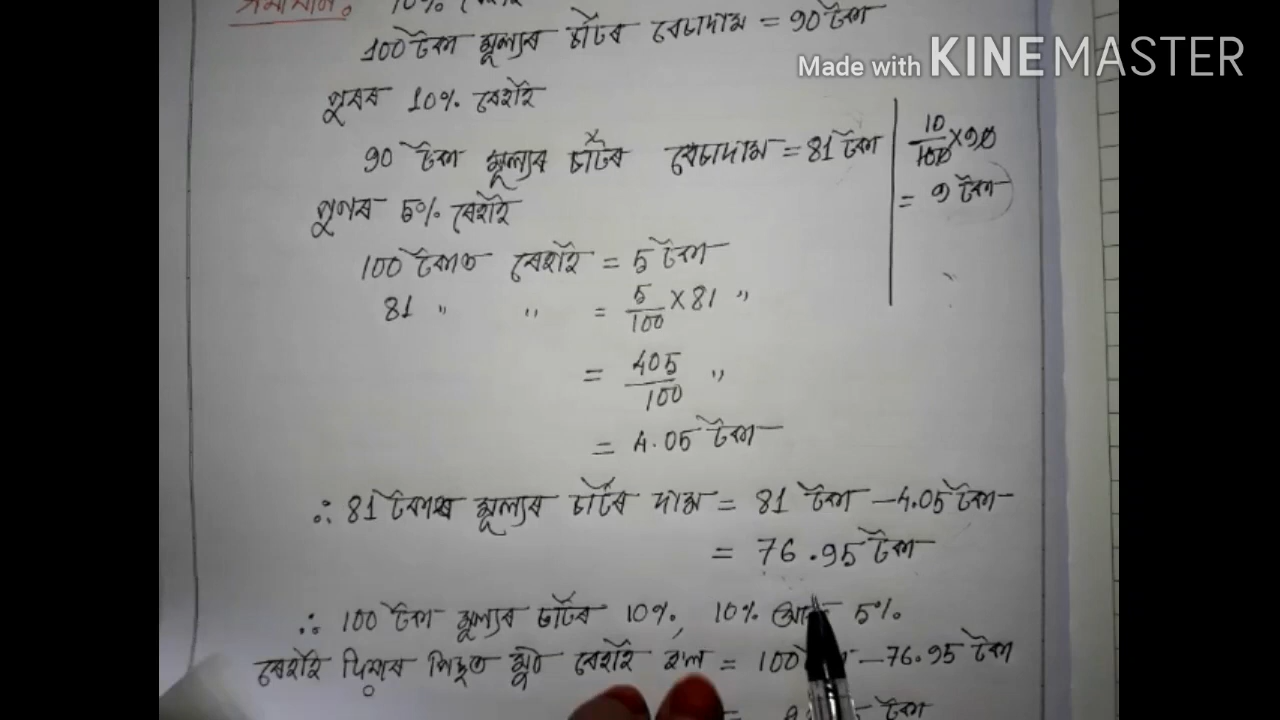 সমাধান: 10% ৰেহাই
100 টকা মূল্যৰ চাৰ্টৰ বেচাদাম = 90 টকা
Made with KINEMASTER
পুনৰ 10% ৰেহাই
90 টকা মূল্যৰ চাৰ্টৰ বেচাদাম = 81 টকা
10/100 × 90
= 9 টকা
পুনৰ 5% ৰেহাই
100 টকাত ৰেহাই = 5 টকা
81 " " = 5/100 × 81 "
= 405/100 "
= 4.05 টকা
∴ 81 টকাৰ মূল্যৰ চাৰ্টৰ দাম = 81 টকা − 4.05 টকা
= 76.95 টকা
∴ 100 টকা মূল্যৰ চাৰ্টৰ 10%, 10% 5%
ৰেহাই দিয়াৰ পিছত মুঠ ৰেহাই হ'ল = 100 − 76.95 টকা
= টকা